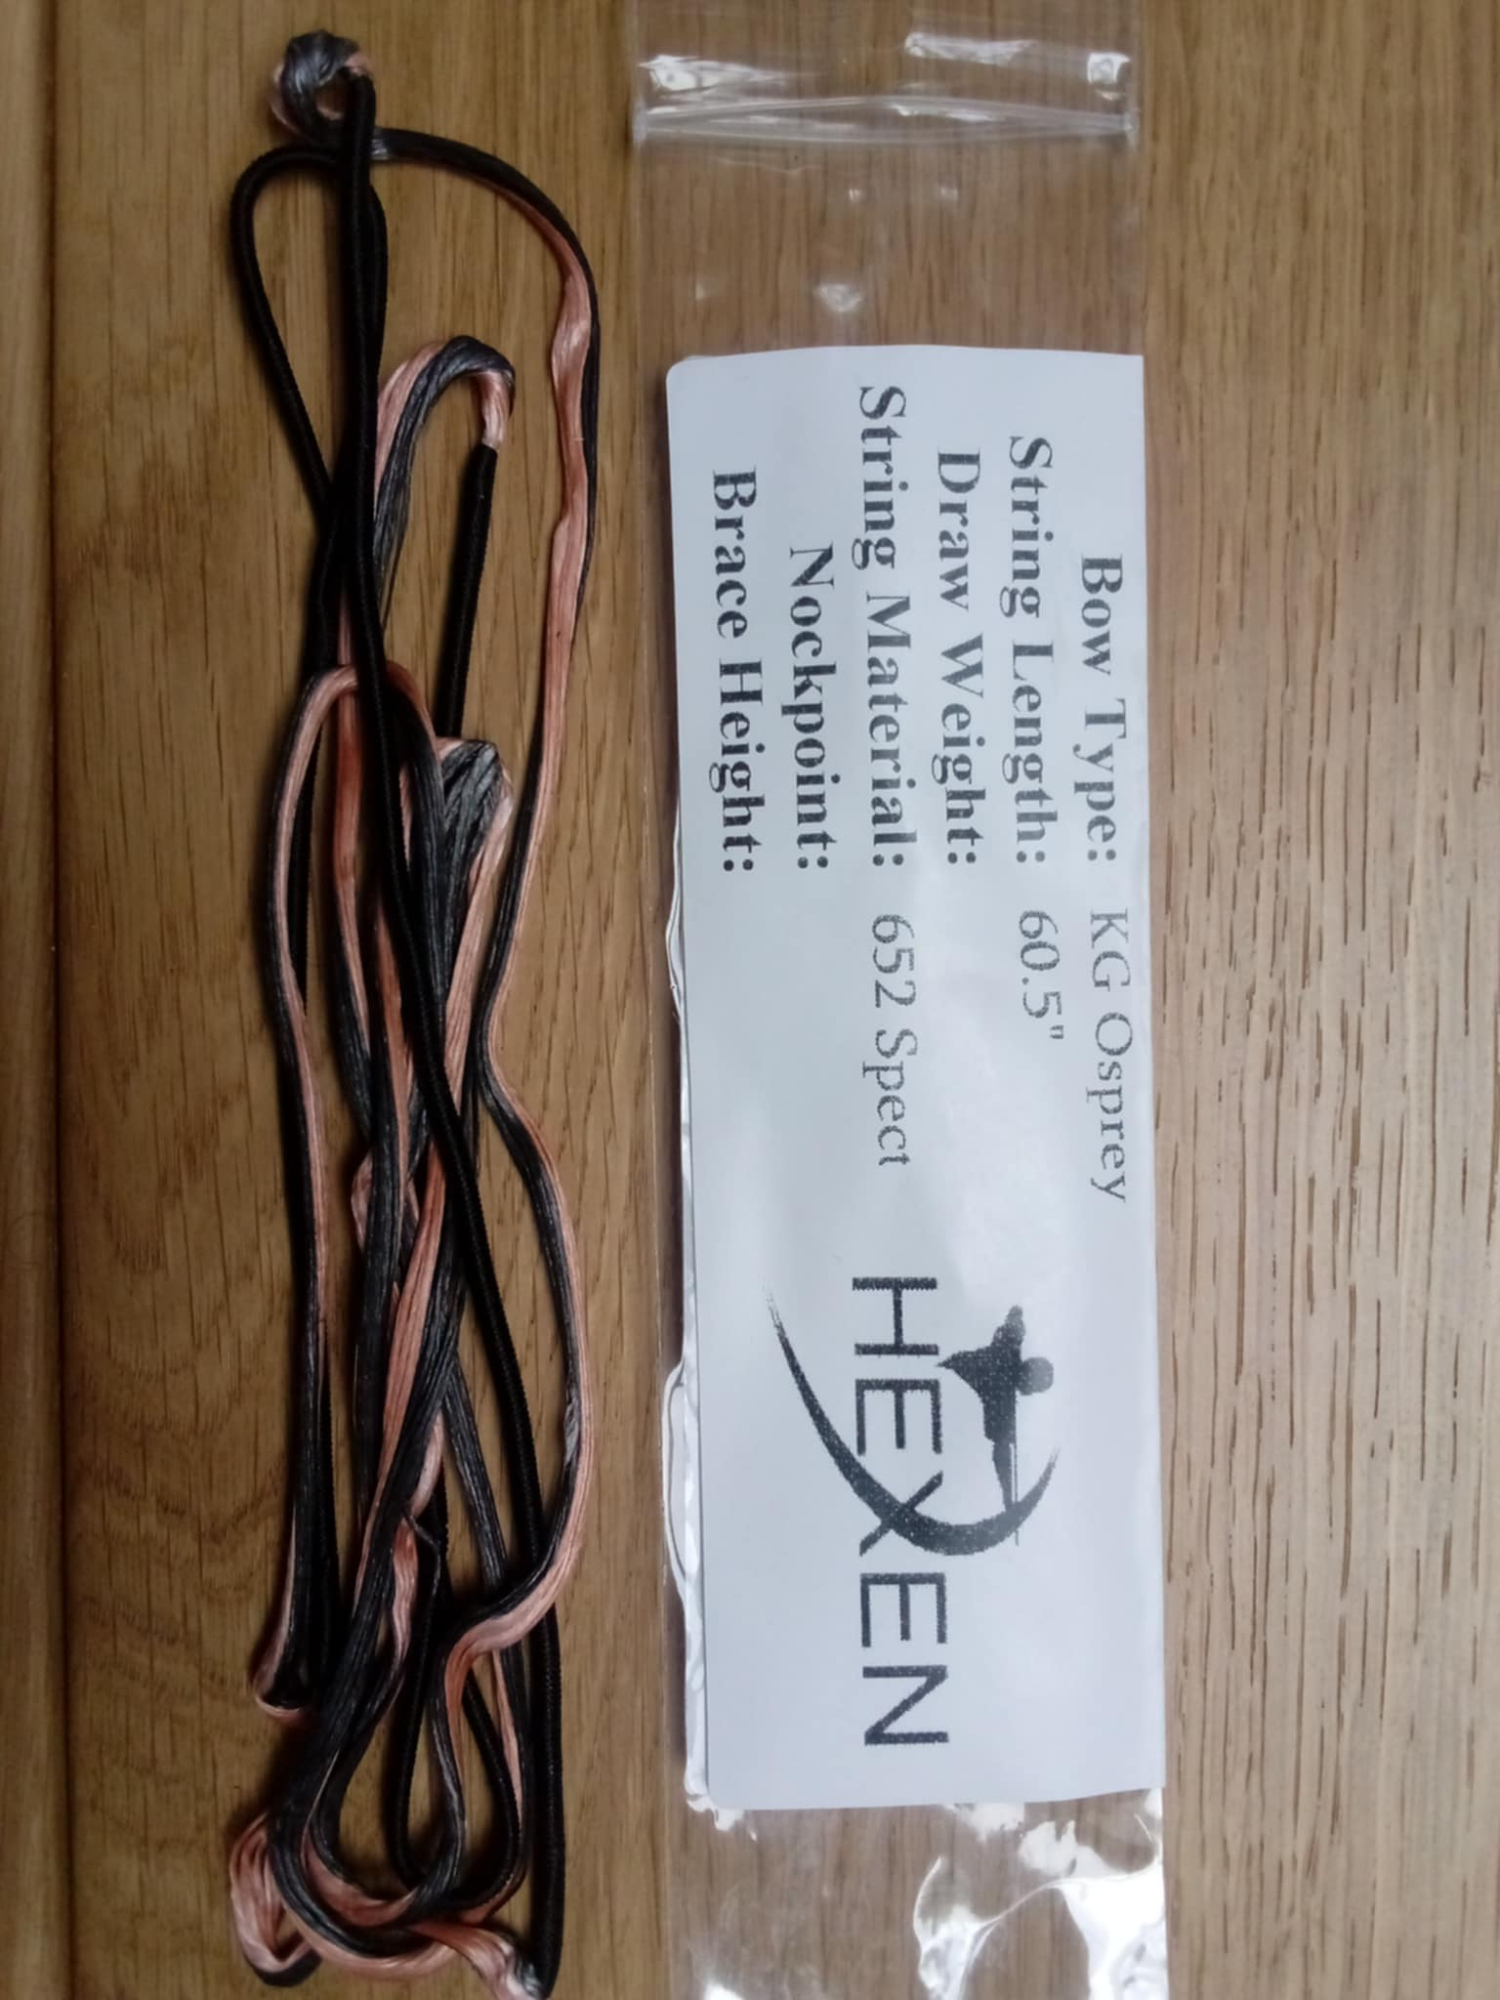 Bow Type: KG Osprey
String Length: 60.5"
Draw Weight:
String Material: 652 Spect
Nockpoint:
Brace Height:
HEXEN